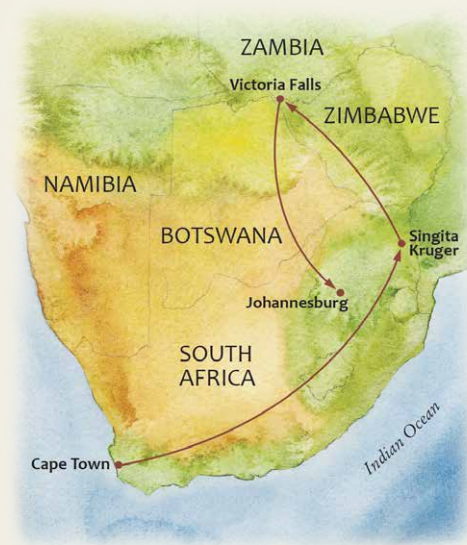 ZAMBIA
Victoria Falls
ZIMBABWE
NAMIBIA
BOTSWANA
Singita
Kruger
Johannesburg
SOUTH
AFRICA
Indian Ocean
Cape Town